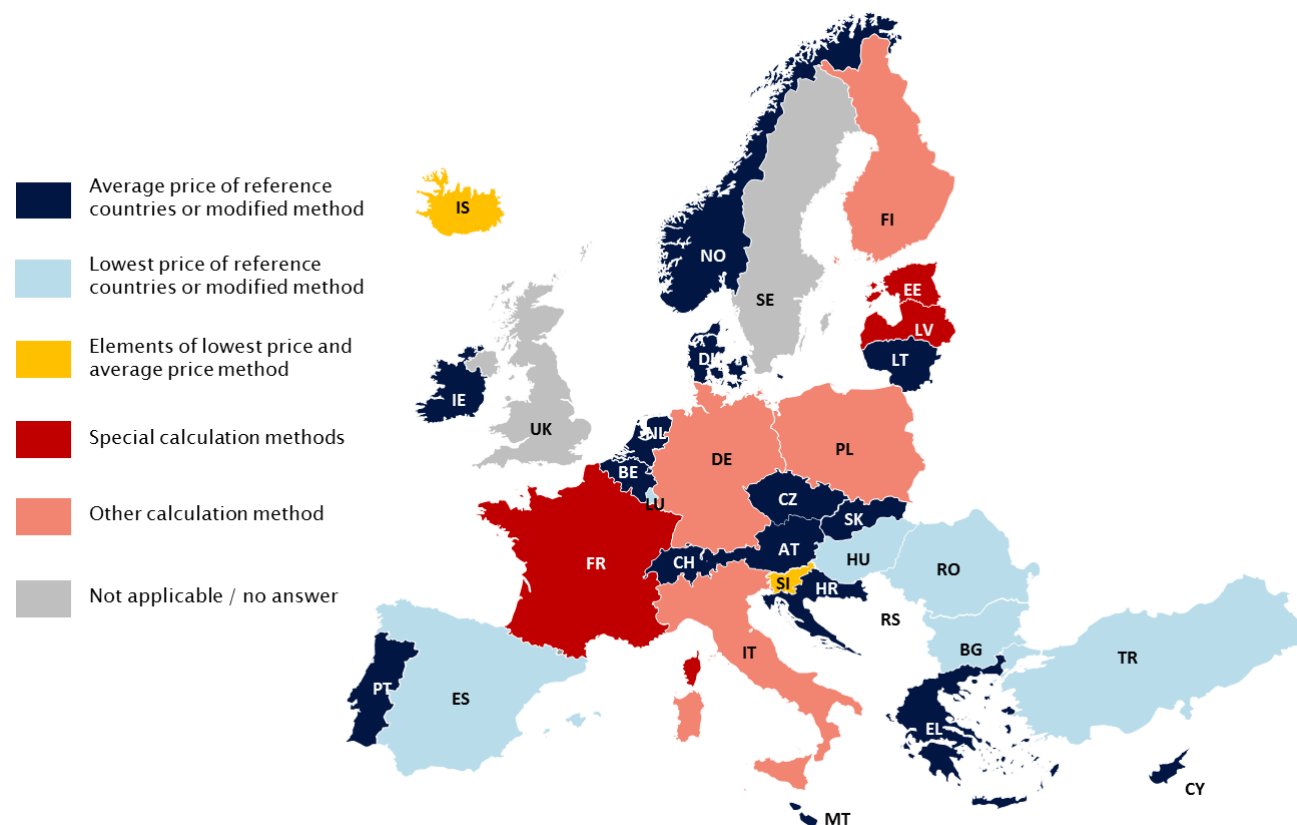 Average price of reference
countries or modified method
Lowest price of reference
countries or modified method
Elements of lowest price and
average price method
Special calculation methods
Other calculation method
Not applicable / no answer
IS
NO
SE
FI
EE
LV
LT
IE
UK
NL
BE
LU
DE
PL
CZ
SK
AT
CH
FR
HU
RO
SI
HR
RS
IT
BG
TR
PT
ES
EL
CY
MT